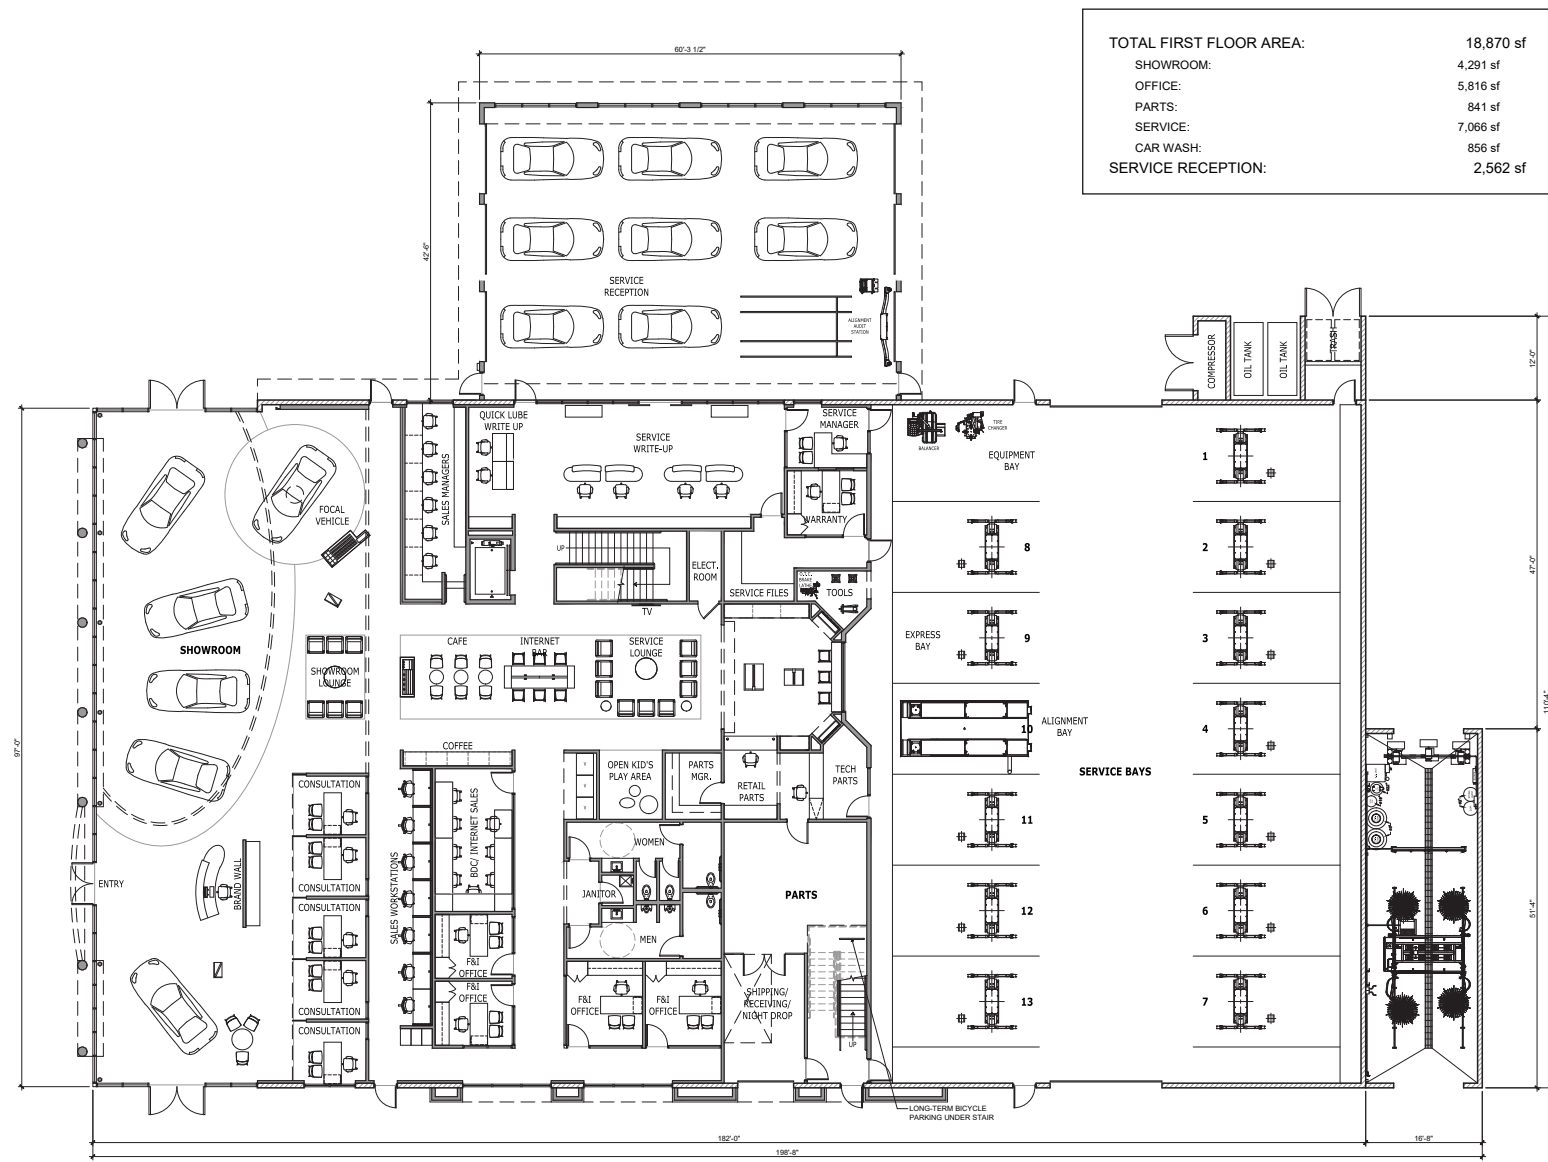 TOTAL FIRST FLOOR AREA: 18,870 sf
SHOWROOM: 4,291 sf
OFFICE: 5,816 sf
PARTS: 841 sf
SERVICE: 7,066 sf
CAR WASH: 856 sf
SERVICE RECEPTION: 2,562 sf
60'-3 1/2"
42'-6"
SERVICE
RECEPTION
ALIGNMENT
AUDIT
STATION
COMPRESSOR
OIL TANK
OIL TANK
TRASH
12'-0"
QUICK LUBE
WRITE UP
SERVICE
WRITE-UP
SERVICE
MANAGER
BALANCER
TIRE
CHANGER
EQUIPMENT
BAY
1
SALES MANAGERS
FOCAL
VEHICLE
WARRANTY
UP
ELECT.
ROOM
8
2
47'-0"
SERVICE FILES
O.C.
BRAKE
LATHE
TOOLS
TV
SHOWROOM
SHOWROOM
LOUNGE
CAFE
INTERNET
BAR
SERVICE
LOUNGE
EXPRESS
BAY
9
3
10
ALIGNMENT
BAY
4
110'-4"
97'-0"
COFFEE
CONSULTATION
OPEN KID'S
PLAY AREA
PARTS
MGR.
RETAIL
PARTS
TECH
PARTS
SERVICE BAYS
BDC/ INTERNET SALES
SALES WORKSTATIONS
11
5
WOMEN
ENTRY
BRAND WALL
CONSULTATION
CONSULTATION
JANITOR
PARTS
MEN
12
6
51'-4"
F&I
OFFICE
CONSULTATION
F&I
OFFICE
F&I
OFFICE
F&I
OFFICE
SHIPPING/
RECEIVING/
NIGHT DROP
13
7
CONSULTATION
UP
LONG-TERM BICYCLE
PARKING UNDER STAIR
182'-0"
16'-8"
198'-8"